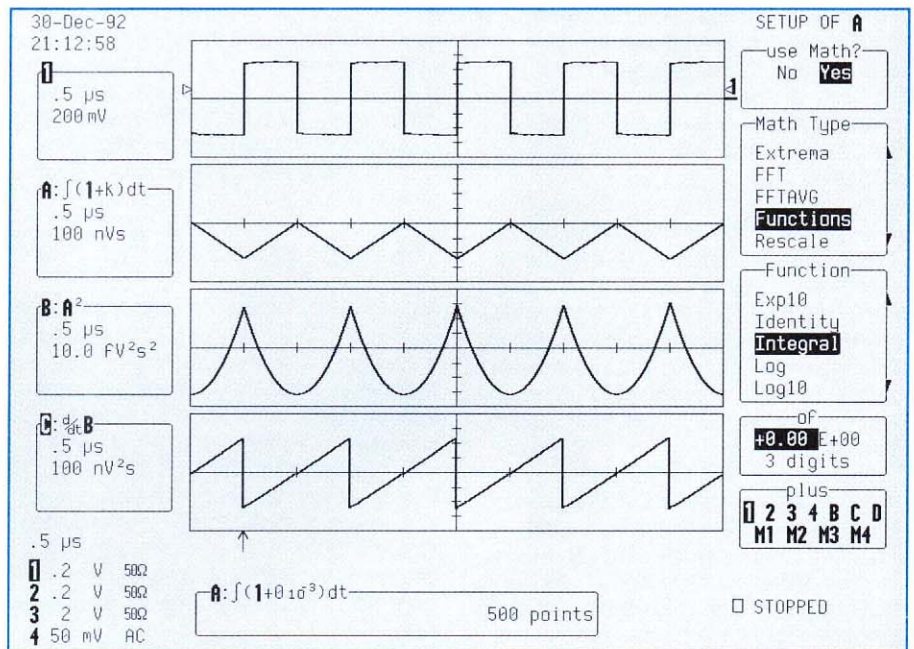 30-Dec-92
21:12:58
1
.5 µs
200 mV
A: ∫(1+k)dt
.5 µs
100 nVs
B: A²
.5 µs
10.0 fV²s²
C: d/dt B
.5 µs
100 nV²s
.5 µs
1 .2 V 50Ω
2 .2 V 50Ω
3 2 V 50Ω
4 50 mV AC
1
A: ∫(1+0 10⁻³)dt
500 points
SETUP OF A
use Math?
No Yes
Math Type
Extrema
FFT
FFTAVG
Functions
Rescale
Function
Exp10
Identity
Integral
Log
Log10
of
+0.00 E+00
3 digits
plus
1 2 3 4 B C D
M1 M2 M3 M4
□ STOPPED